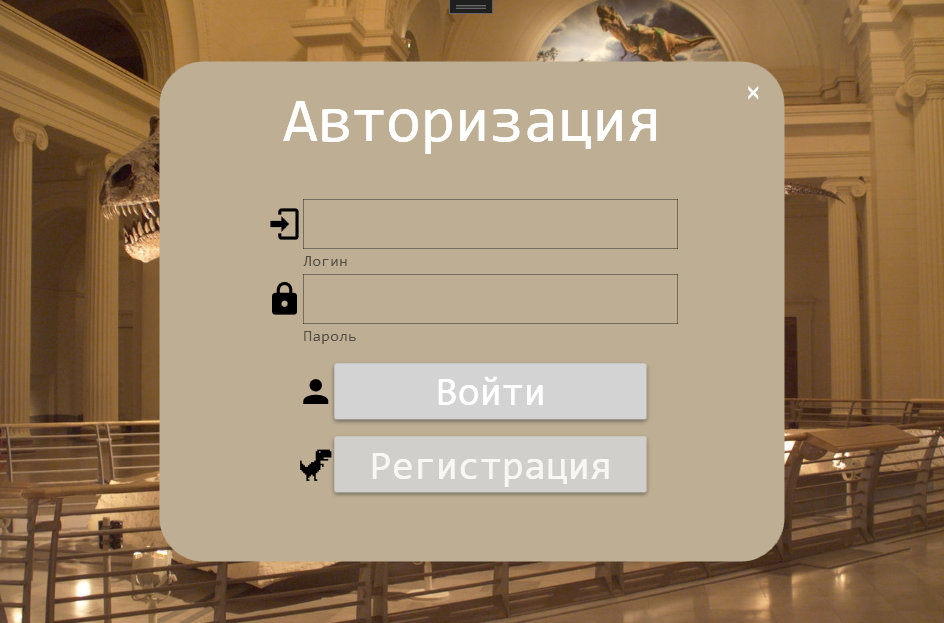 Авторизация
Логин
Пароль
Войти
Регистрация